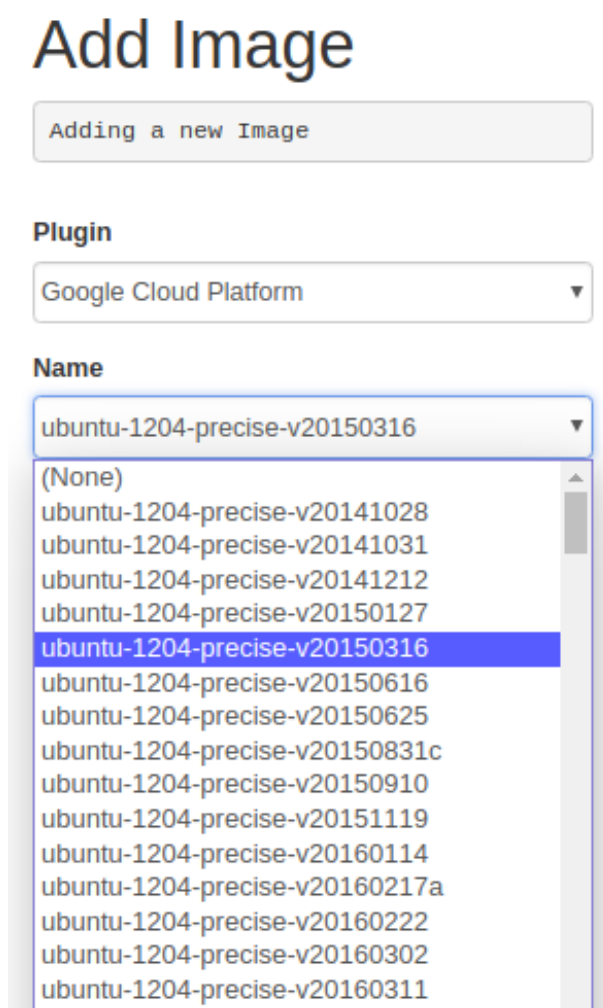 Add Image
Adding a new Image
Plugin
Google Cloud Platform
Name
ubuntu-1204-precise-v20150316
(None)
ubuntu-1204-precise-v20141028
ubuntu-1204-precise-v20141031
ubuntu-1204-precise-v20141212
ubuntu-1204-precise-v20150127
ubuntu-1204-precise-v20150316
ubuntu-1204-precise-v20150616
ubuntu-1204-precise-v20150625
ubuntu-1204-precise-v20150831c
ubuntu-1204-precise-v20150910
ubuntu-1204-precise-v20151119
ubuntu-1204-precise-v20160114
ubuntu-1204-precise-v20160217a
ubuntu-1204-precise-v20160222
ubuntu-1204-precise-v20160302
ubuntu-1204-precise-v20160311